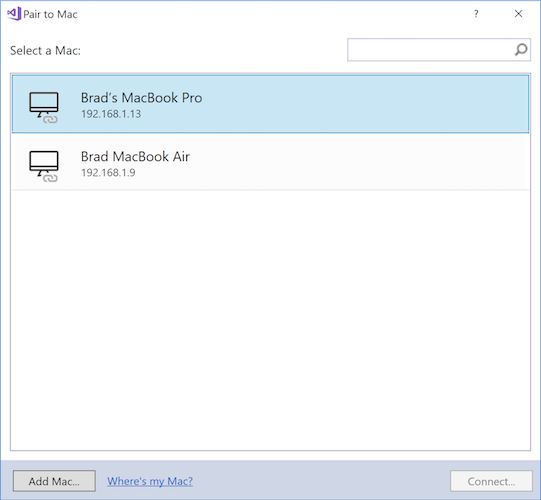 Pair to Mac
Select a Mac:
Brad's MacBook Pro
192.168.1.13
Brad MacBook Air
192.168.1.9
Add Mac... Where's my Mac? Connect...